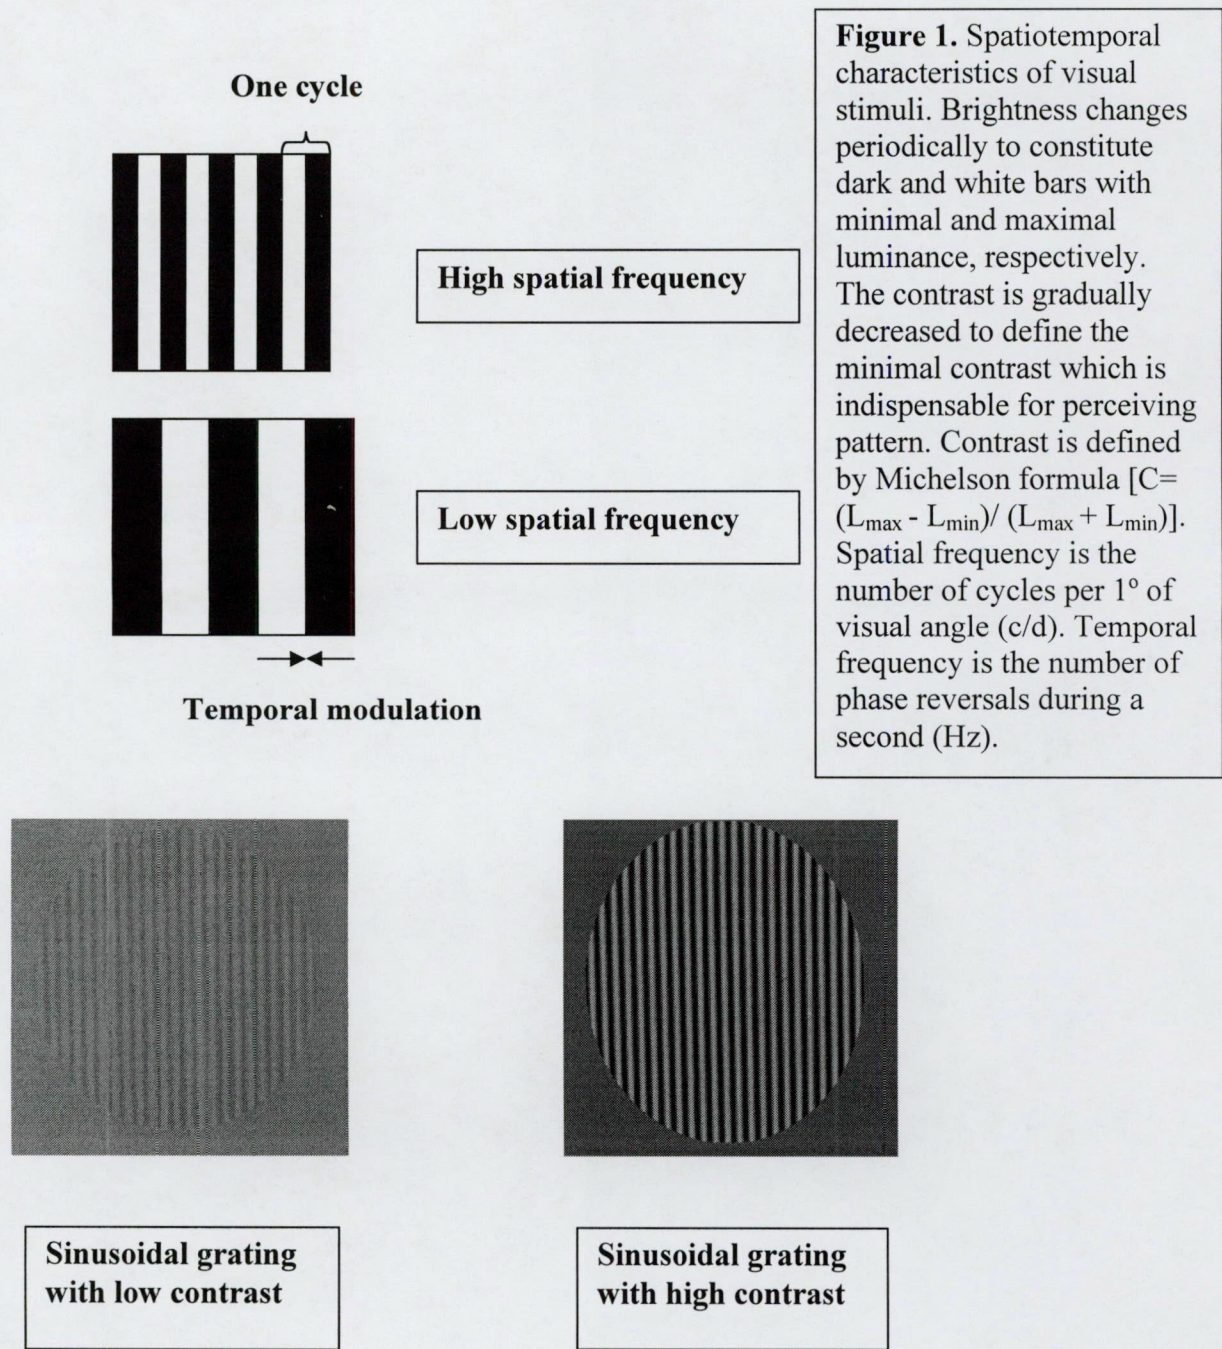 One cycle
High spatial frequency
Low spatial frequency
Temporal modulation
Figure 1. Spatiotemporal
characteristics of visual
stimuli. Brightness changes
periodically to constitute
dark and white bars with
minimal and maximal
luminance, respectively.
The contrast is gradually
decreased to define the
minimal contrast which is
indispensable for perceiving
pattern. Contrast is defined
by Michelson formula [C=
(Lmax - Lmin)/ (Lmax + Lmin)].
Spatial frequency is the
number of cycles per 1º of
visual angle (c/d). Temporal
frequency is the number of
phase reversals during a
second (Hz).
Sinusoidal grating
with low contrast
Sinusoidal grating
with high contrast